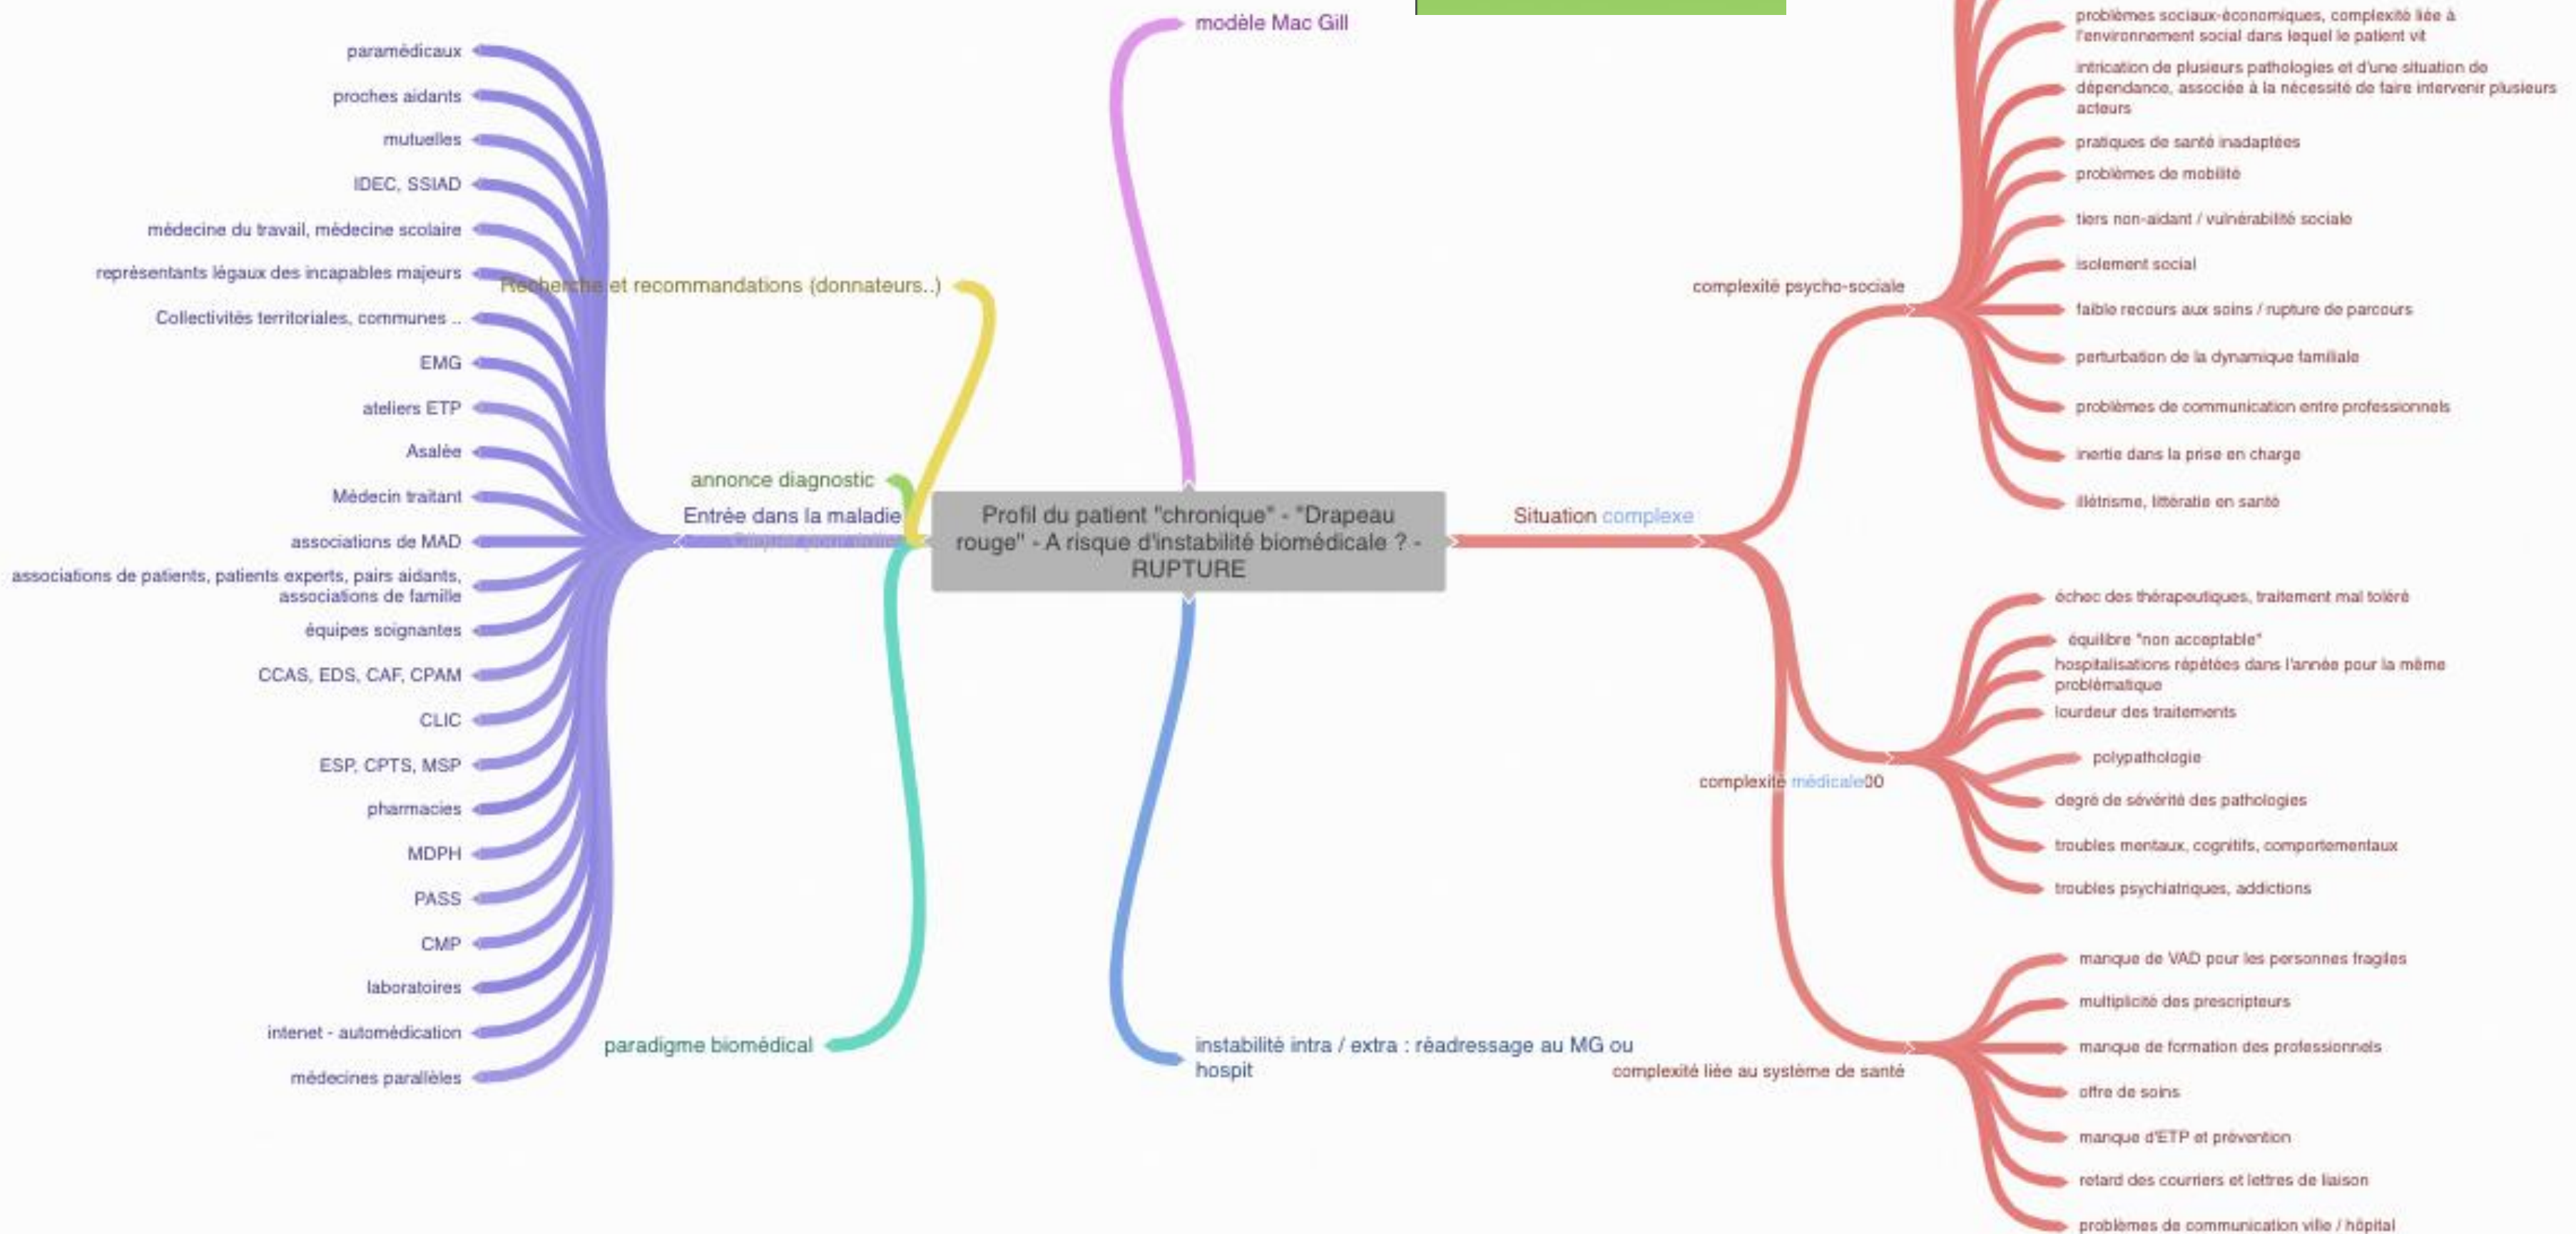 modèle Mac Gill
paramédicaux
proches aidants
mutuelles
IDEC, SSIAD
médecine du travail, médecine scolaire
représentants légaux des incapables majeurs
Collectivités territoriales, communes ..
EMG
ateliers ETP
Asalée
Médecin traitant
associations de MAD
associations de patients, patients experts, pairs aidants,
associations de famille
équipes soignantes
CCAS, EDS, CAF, CPAM
CLIC
ESP, CPTS, MSP
pharmacies
MDPH
PASS
CMP
laboratoires
intenet - automédication
médecines parallèles
Recherche et recommandations (donnateurs..)
annonce diagnostic
Entrée dans la maladie
paradigme biomédical
Profil du patient "chronique" - "Drapeau
rouge" - A risque d'instabilité biomédicale ? -
RUPTURE
instabilité intra / extra : réadressage au MG ou
hospit
Situation complexe
complexité psycho-sociale
problèmes sociaux-économiques, complexité liée à
l'environnement social dans lequel le patient vit
intrication de plusieurs pathologies et d'une situation de
dépendance, associée à la nécessité de faire intervenir plusieurs
acteurs
pratiques de santé inadaptées
problèmes de mobilité
tiers non-aidant / vulnérabilité sociale
isolement social
faible recours aux soins / rupture de parcours
perturbation de la dynamique familiale
problèmes de communication entre professionnels
inertie dans la prise en charge
illétrisme, littératie en santé
complexité médicale00
échec des thérapeutiques, traitement mal toléré
équilibre "non acceptable"
hospitalisations répétées dans l'année pour la même
problématique
lourdeur des traitements
polypathologie
degré de sévérité des pathologies
troubles mentaux, cognitifs, comportementaux
troubles psychiatriques, addictions
complexité liée au système de santé
manque de VAD pour les personnes fragiles
multiplicité des prescripteurs
manque de formation des professionnels
offre de soins
manque d'ETP et prévention
retard des courriers et lettres de liaison
problèmes de communication ville / hôpital